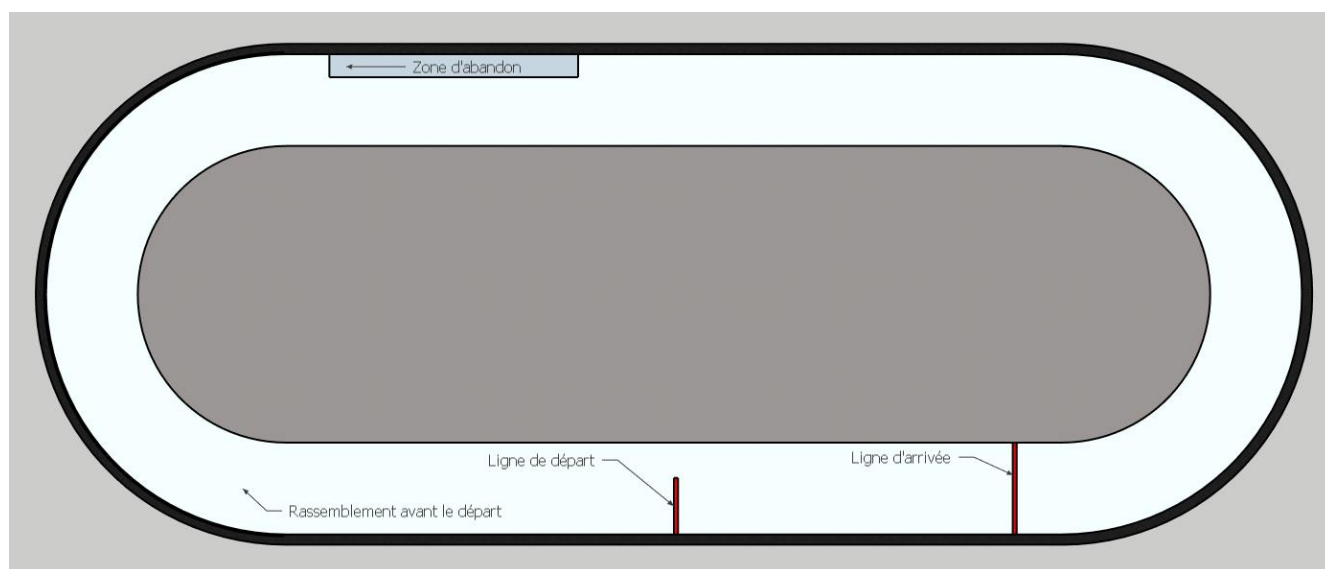 Zone d'abandon
Ligne de départ
Ligne d'arrivée
Rassemblement avant le départ